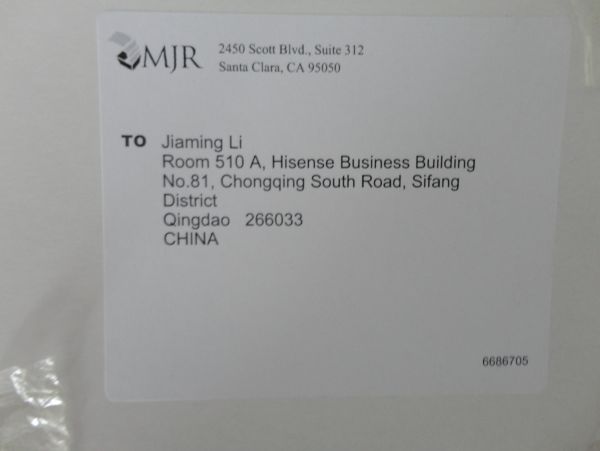 MJR
2450 Scott Blvd., Suite 312
Santa Clara, CA 95050
TO Jiaming Li
Room 510 A, Hisense Business Building
No.81, Chongqing South Road, Sifang
District
Qingdao 266033
CHINA
6686705